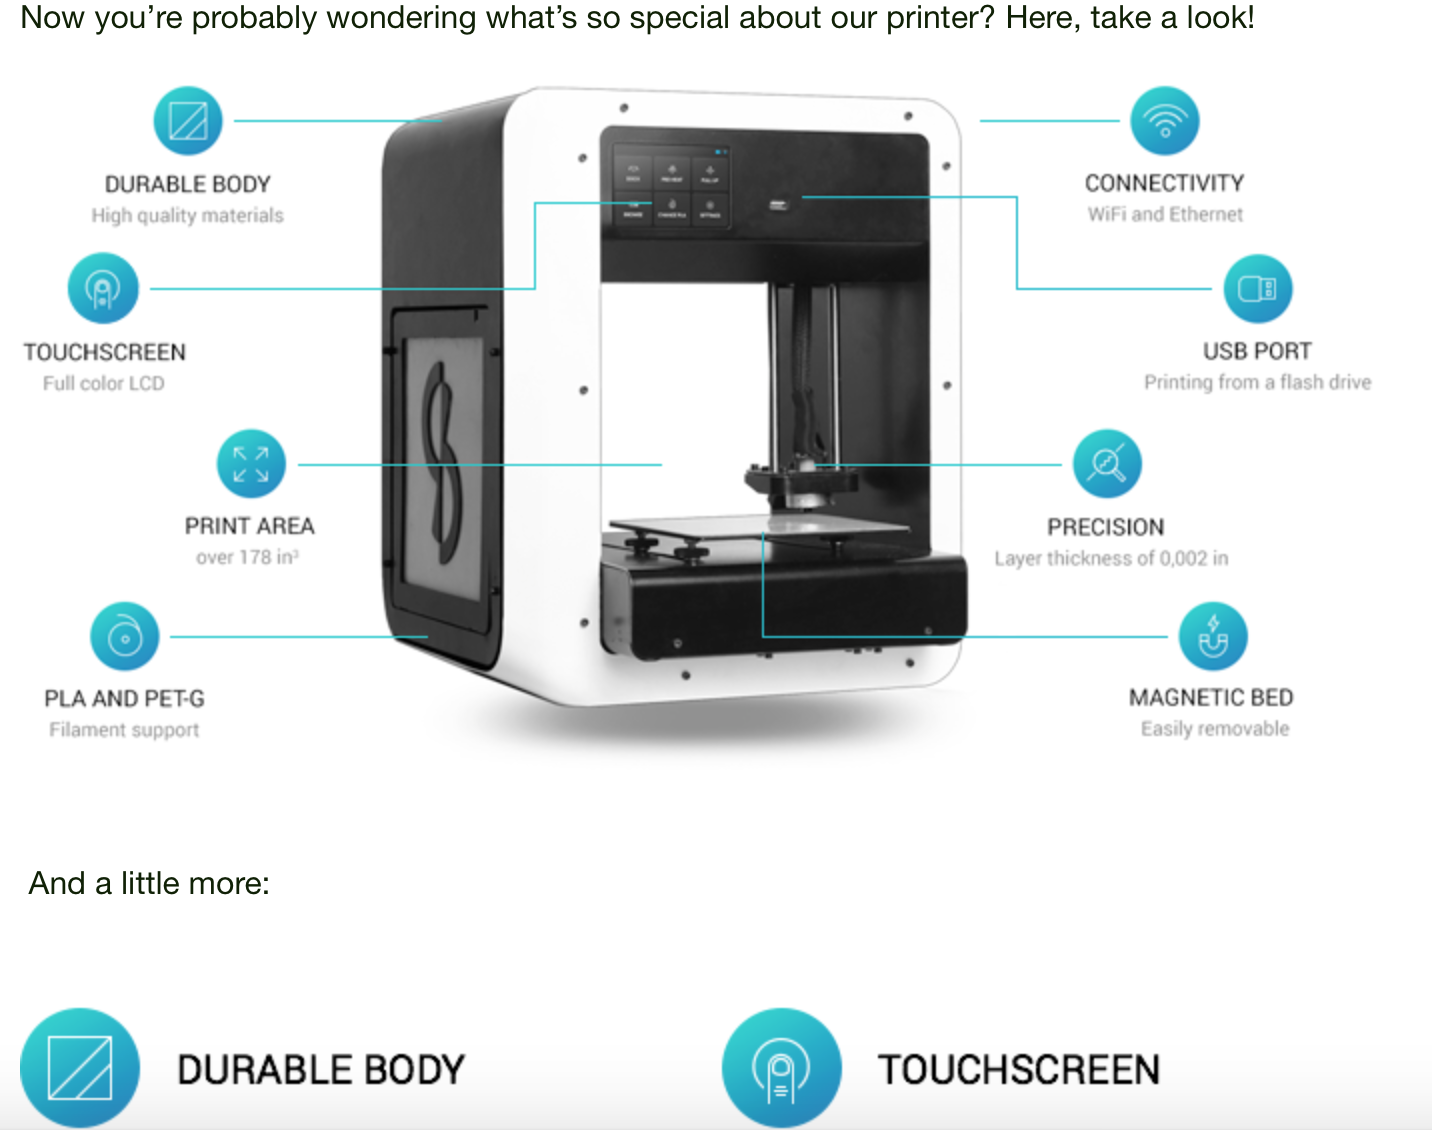 Now you’re probably wondering what’s so special about our printer? Here, take a look!
DURABLE BODY
High quality materials
CONNECTIVITY
WiFi and Ethernet
TOUCHSCREEN
Full color LCD
USB PORT
Printing from a flash drive
PRINT AREA
over 178 in³
PRECISION
Layer thickness of 0,002 in
PLA AND PET-G
Filament support
MAGNETIC BED
Easily removable
And a little more:
DURABLE BODY
TOUCHSCREEN